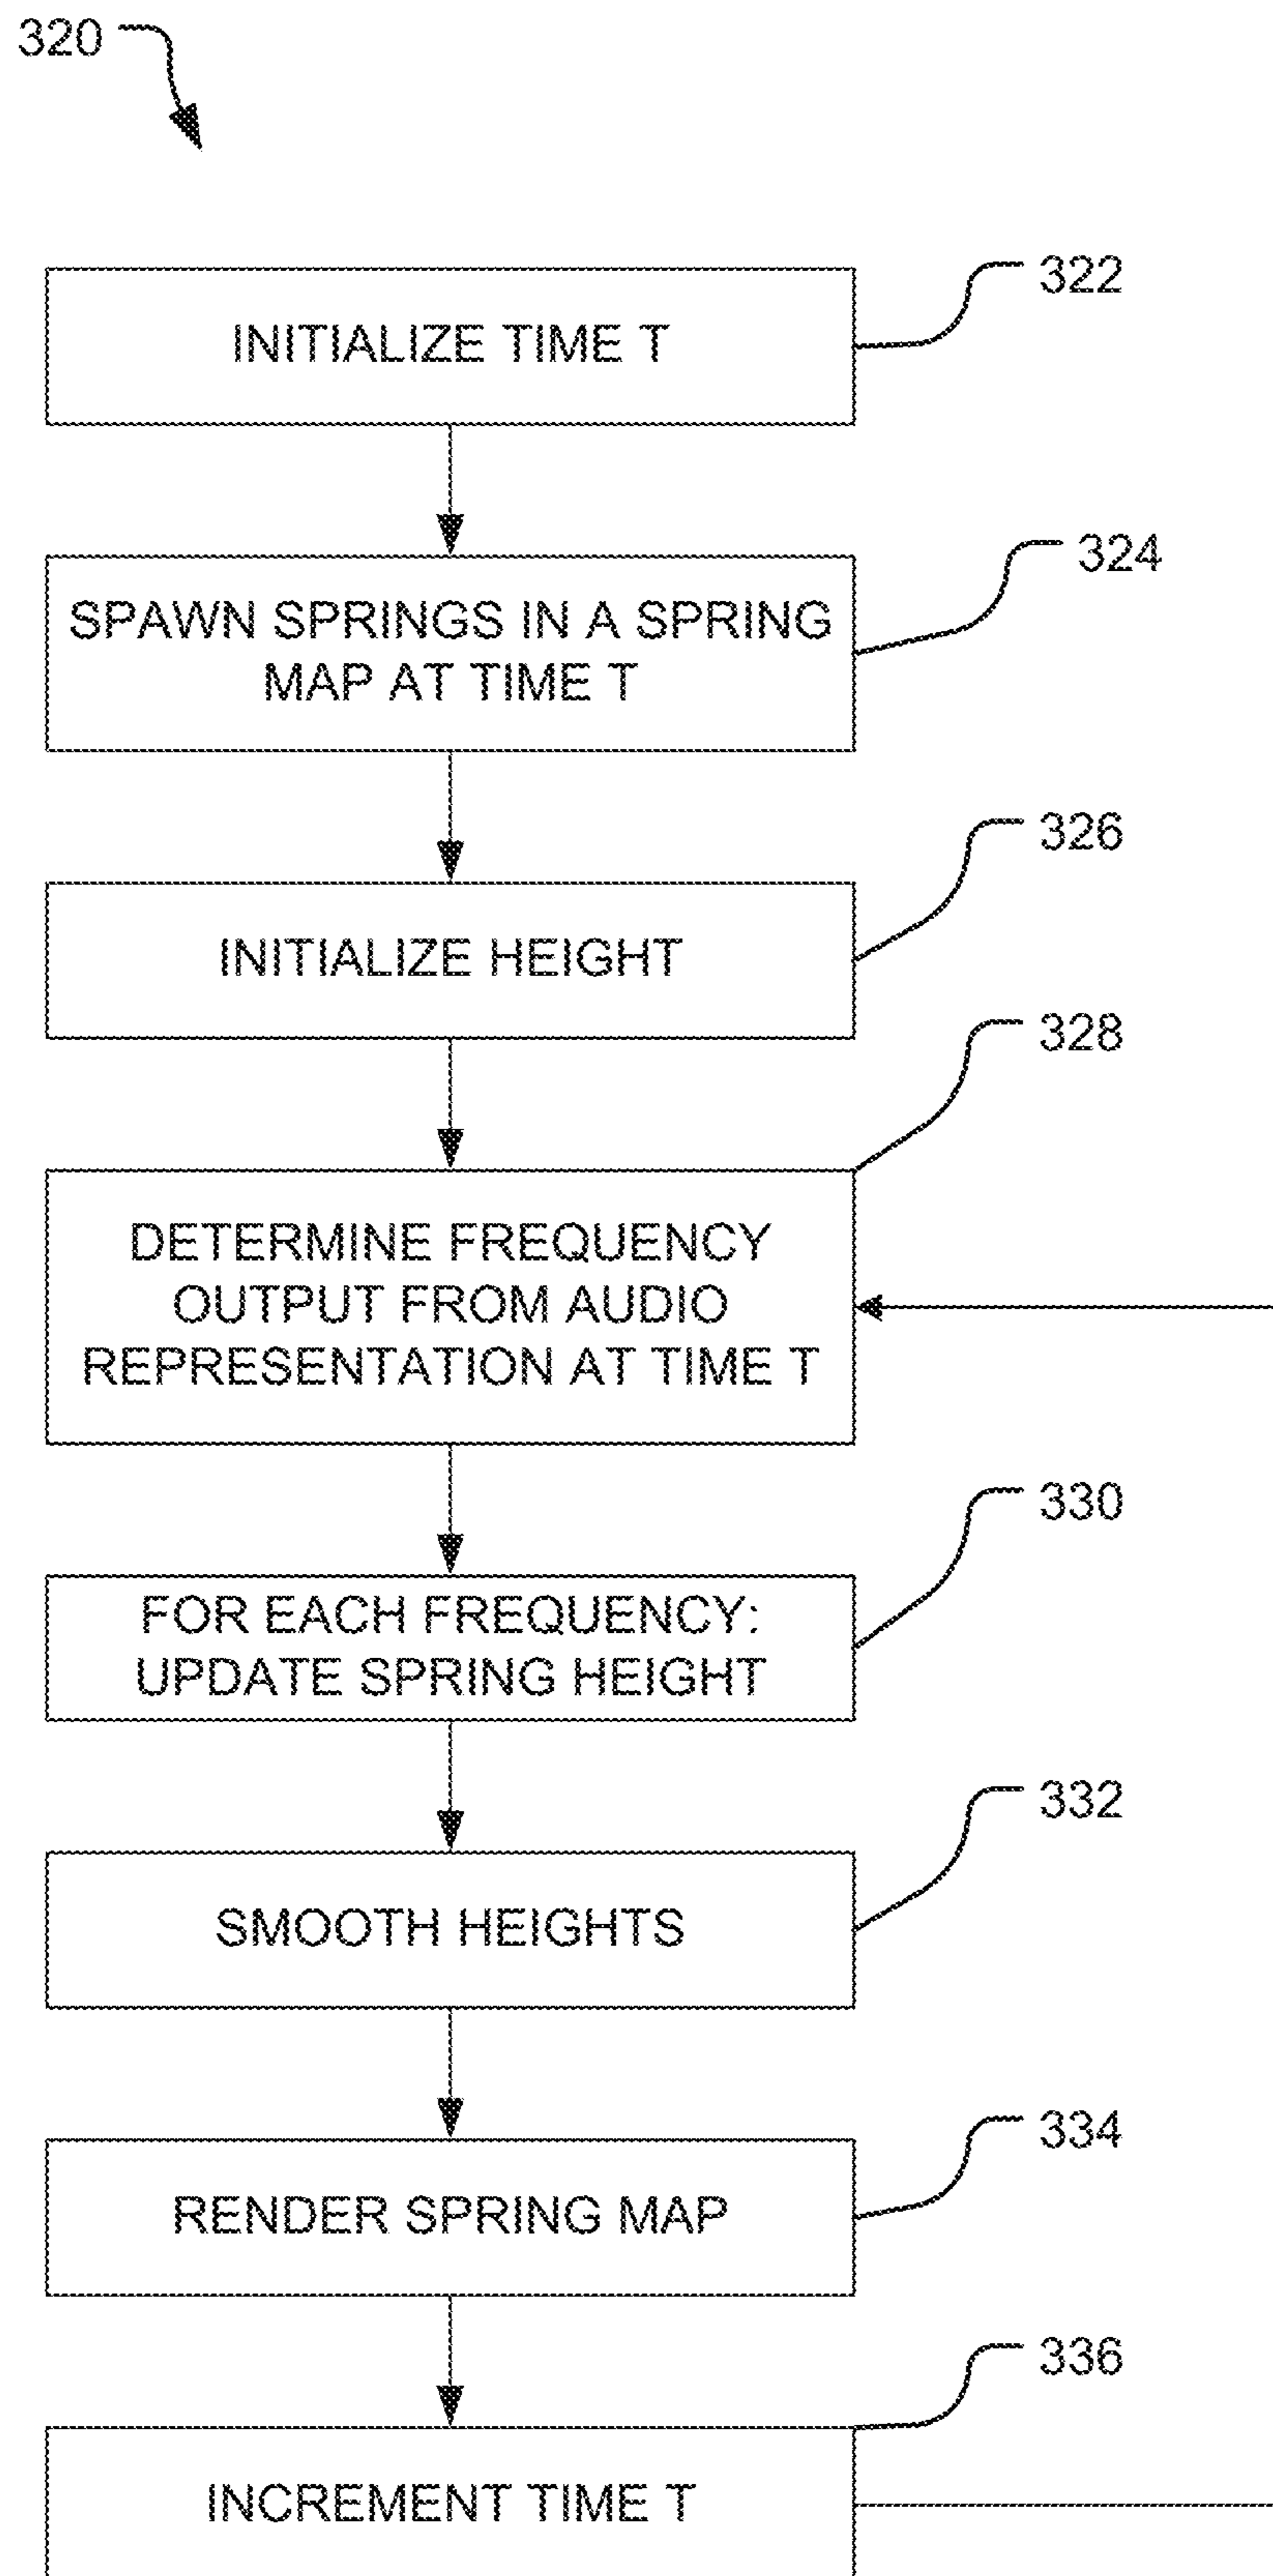 320
322
INITIALIZE TIME T
324
SPAWN SPRINGS IN A SPRING
MAP AT TIME T
326
INITIALIZE HEIGHT
328
DETERMINE FREQUENCY
OUTPUT FROM AUDIO
REPRESENTATION AT TIME T
330
FOR EACH FREQUENCY:
UPDATE SPRING HEIGHT
332
SMOOTH HEIGHTS
334
RENDER SPRING MAP
336
INCREMENT TIME T